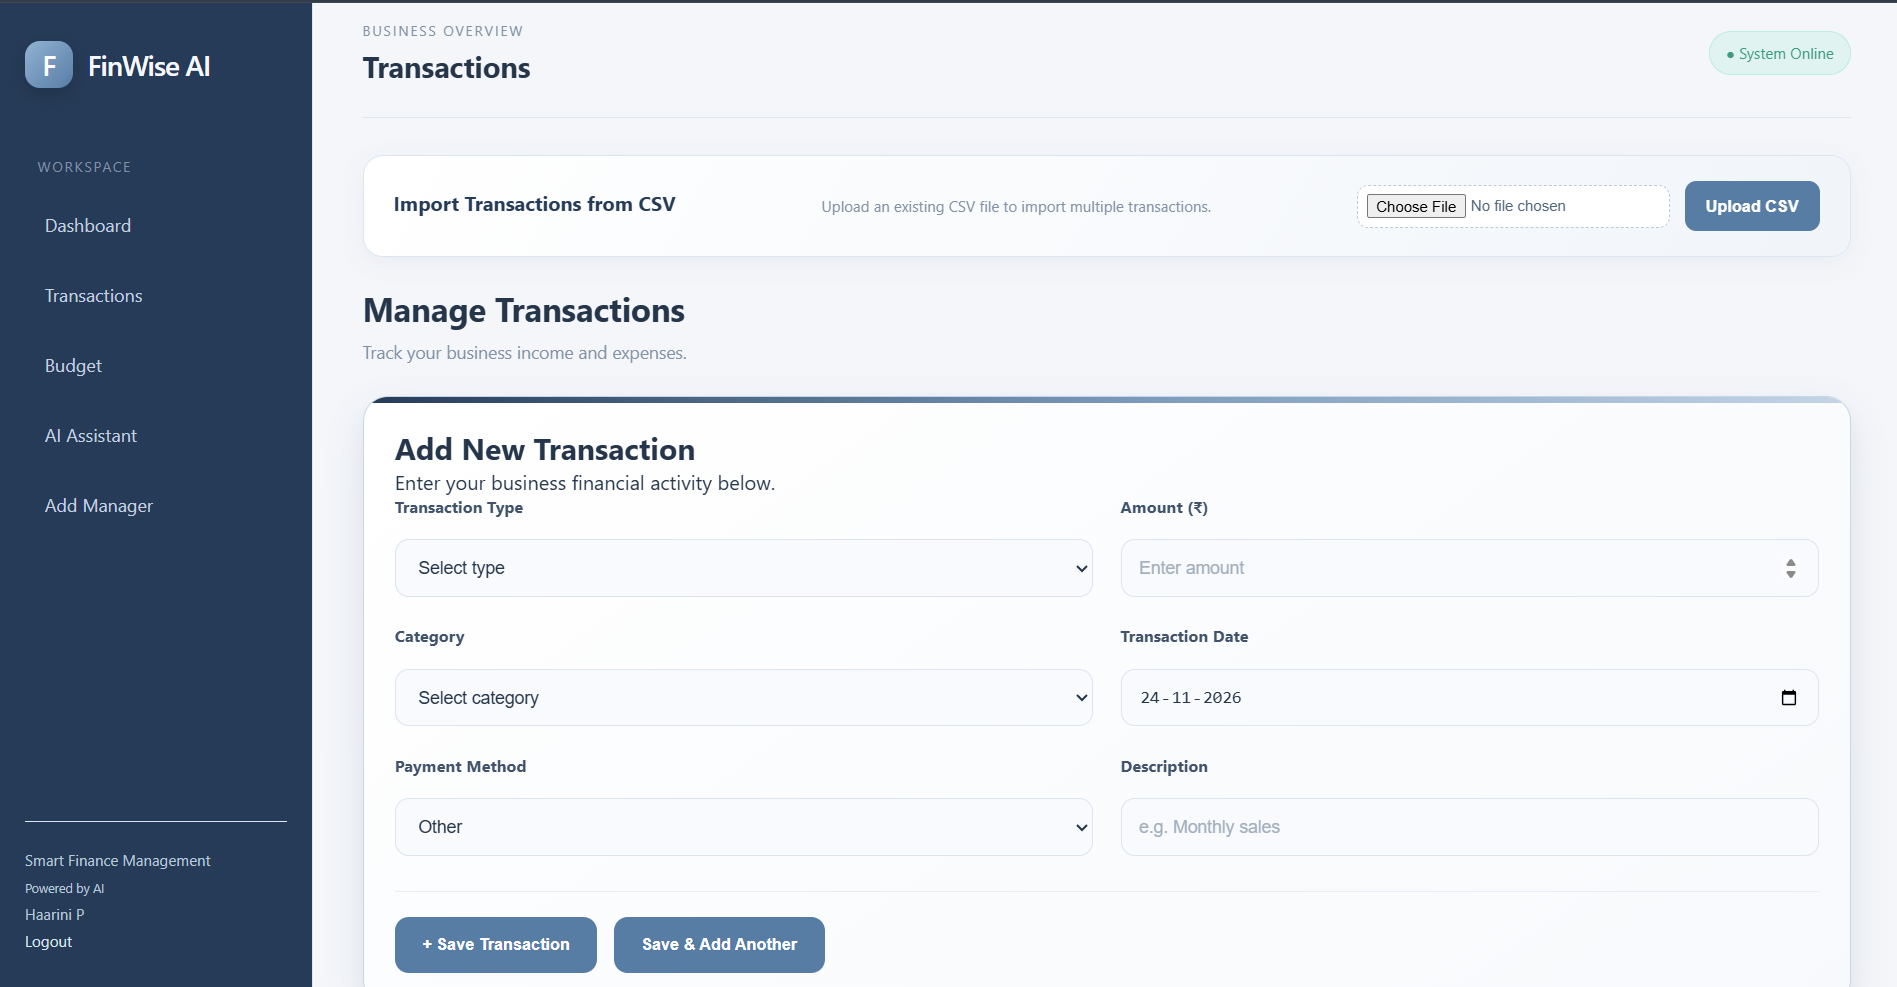 F
FinWise AI
WORKSPACE
Dashboard
Transactions
Budget
AI Assistant
Add Manager
Smart Finance Management
Powered by AI
Haarini P
Logout
BUSINESS OVERVIEW
Transactions
● System Online
Import Transactions from CSV
Upload an existing CSV file to import multiple transactions.
Choose File No file chosen
Upload CSV
Manage Transactions
Track your business income and expenses.
Add New Transaction
Enter your business financial activity below.
Transaction Type
Select type
Amount (₹)
Enter amount
Category
Select category
Transaction Date
24-11-2026
Payment Method
Other
Description
e.g. Monthly sales
+ Save Transaction
Save & Add Another